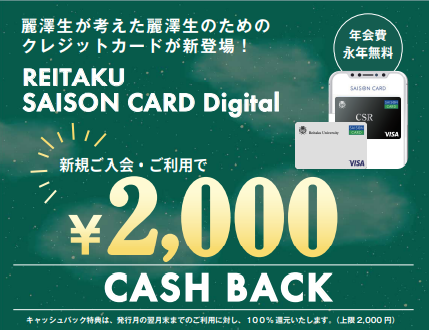 麗澤生が考えた麗澤生のための
クレジットカードが新登場！
年会費
永年無料
REITAKU
SAISON CARD Digital
SAISON CARD
SAISON
CARD
CSR
VISA
SAISON
CARD
Reitaku University
VISA
新規ご入会・ご利用で
¥2,000
CASH BACK
キャッシュバック特典は、発行月の翌月末までのご利用に対し、100%還元いたします。(上限2,000円)